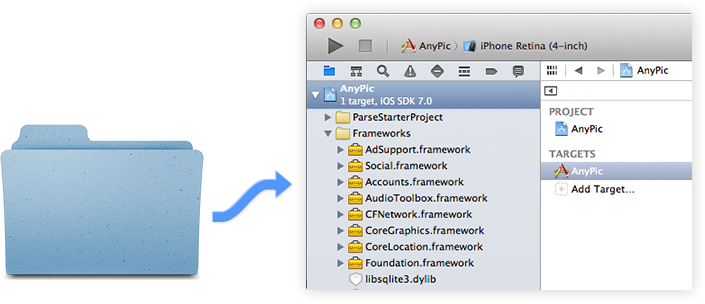 AnyPic 〉 iPhone Retina (4-inch)
AnyPic
AnyPic
1 target, iOS SDK 7.0
ParseStarterProject
Frameworks
AdSupport.framework
Social.framework
Accounts.framework
AudioToolbox.framework
CFNetwork.framework
CoreGraphics.framework
CoreLocation.framework
Foundation.framework
libsqlite3.dylib
PROJECT
AnyPic
TARGETS
AnyPic
Add Target...